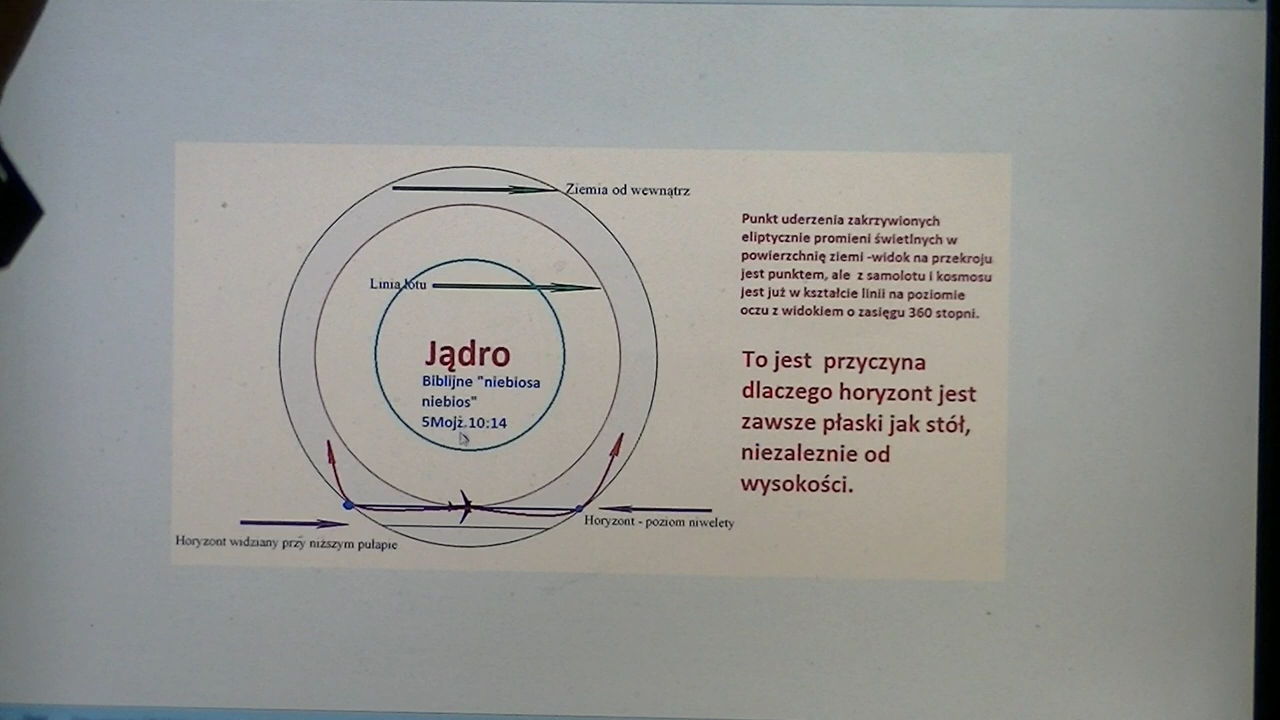 Ziemia od wewnątrz
Linia lotu
Jądro
Biblijne "niebiosa
niebios"
5Mojż.10:14
Horyzont - poziom niwelety
Horyzont widziany przy niższym pułapie
Punkt uderzenia zakrzywionych
eliptycznie promieni świetlnych w
powierzchnię ziemi -widok na przekroju
jest punktem, ale z samolotu i kosmosu
jest już w kształcie linii na poziomie
oczu z widokiem o zasięgu 360 stopni.
To jest przyczyna
dlaczego horyzont jest
zawsze płaski jak stół,
niezaleznie od
wysokości.